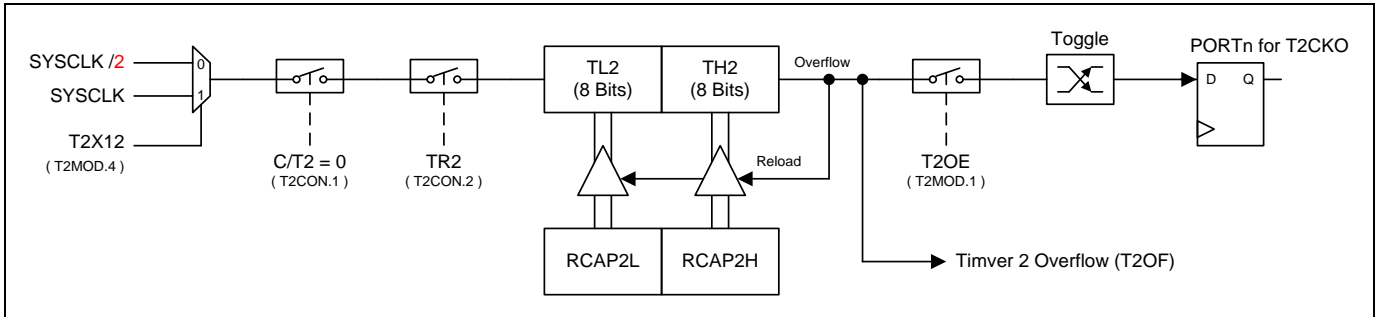 SYSCLK /2
SYSCLK
T2X12
( T2MOD.4 )
0
1
C/T2 = 0
( T2CON.1 )
TR2
( T2CON.2 )
TL2
(8 Bits)
TH2
(8 Bits)
Overflow
Reload
RCAP2L
RCAP2H
T2OE
( T2MOD.1 )
Toggle
PORTn for T2CKO
D
Q
Timver 2 Overflow (T2OF)